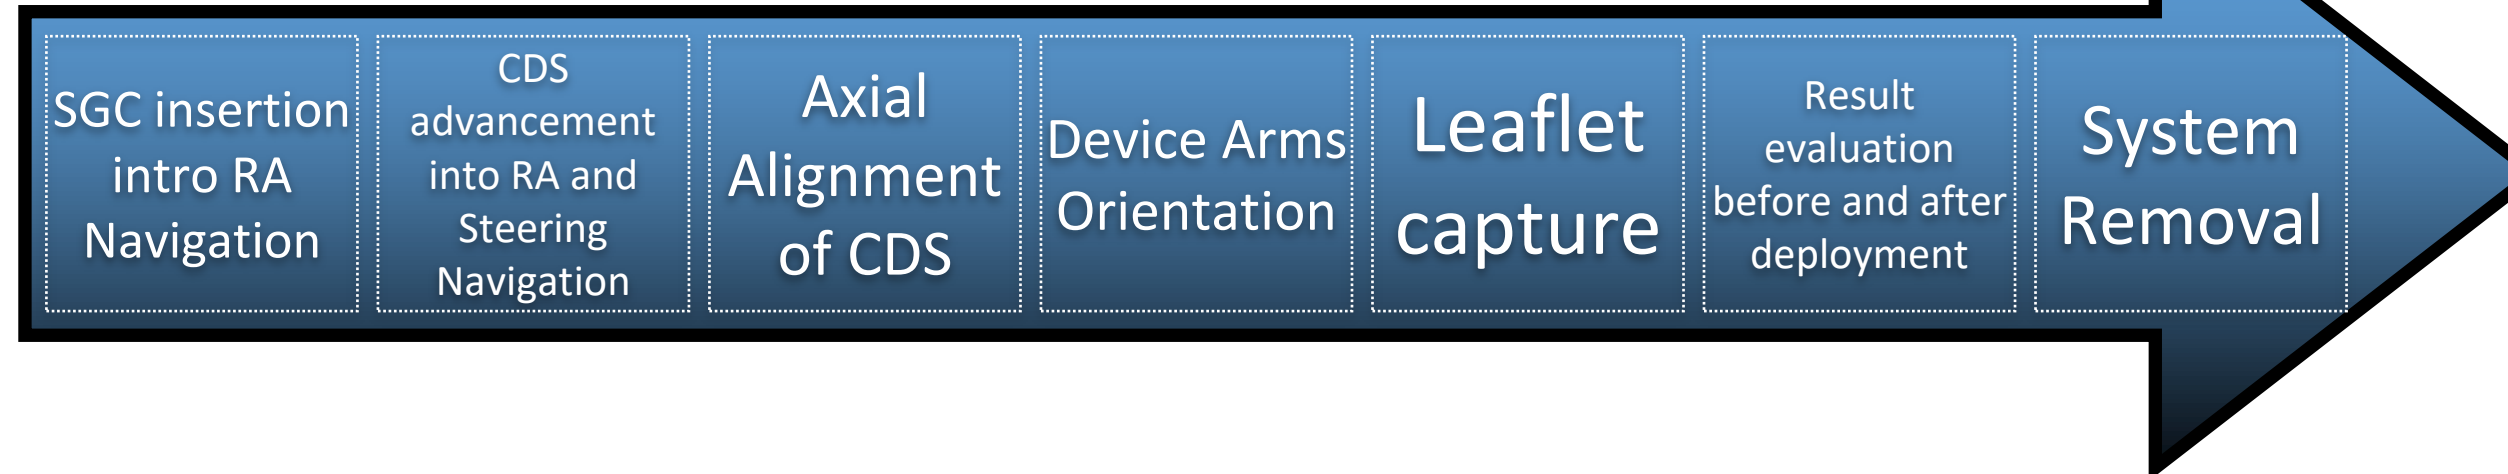 SGC insertion
intro RA
Navigation
CDS
advancement
into RA and
Steering
Navigation
Axial
Alignment
of CDS
Device Arms
Orientation
Leaflet
capture
Result
evaluation
before and after
deployment
System
Removal